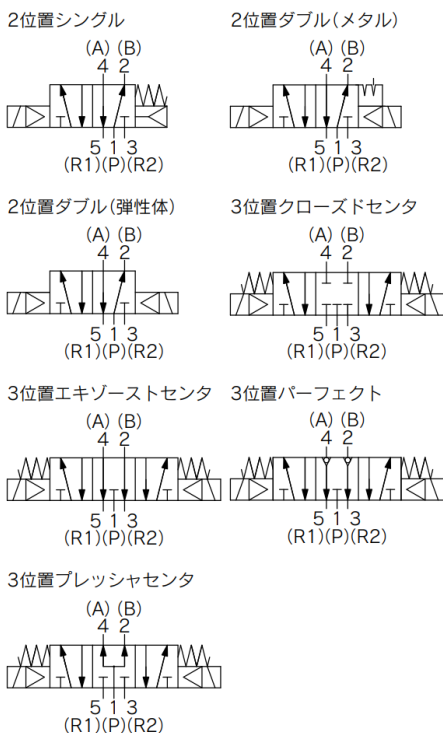 2位置シングル
(A) (B)
4 2
5 1 3
(R1)(P)(R2)
2位置ダブル(メタル)
(A) (B)
4 2
5 1 3
(R1)(P)(R2)
2位置ダブル(弾性体)
(A) (B)
4 2
5 1 3
(R1)(P)(R2)
3位置クローズドセンタ
(A) (B)
4 2
5 1 3
(R1)(P)(R2)
3位置エキゾーストセンタ
(A) (B)
4 2
5 1 3
(R1)(P)(R2)
3位置パーフェクト
(A) (B)
4 2
5 1 3
(R1)(P)(R2)
3位置プレッシャセンタ
(A) (B)
4 2
5 1 3
(R1)(P)(R2)